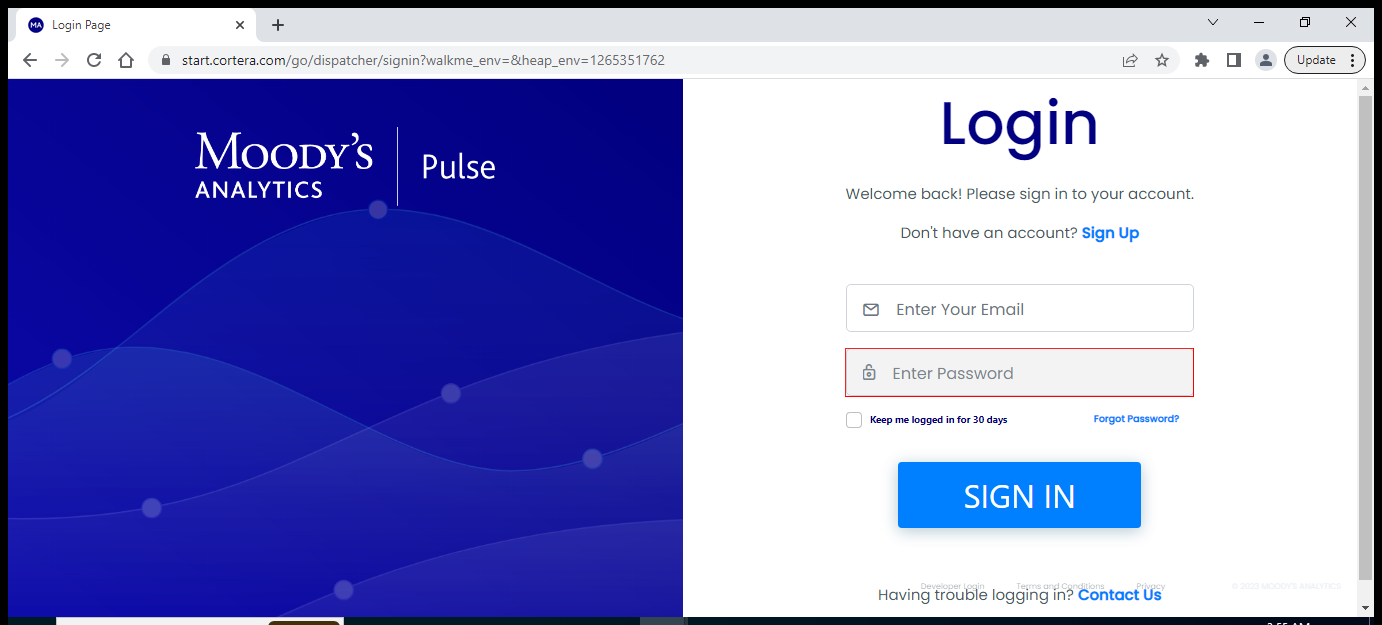 MA Login Page
start.cortera.com/go/dispatcher/signin?walkme_env=&heap_env=1265351762
Update
MOODY'S
ANALYTICS
Pulse
Login
Welcome back! Please sign in to your account.
Don't have an account? Sign Up
Enter Your Email
Enter Password
Keep me logged in for 30 days
Forgot Password?
SIGN IN
Developer Login Terms and Conditions Privacy © 2023 MOODY'S ANALYTICS
Having trouble logging in? Contact Us